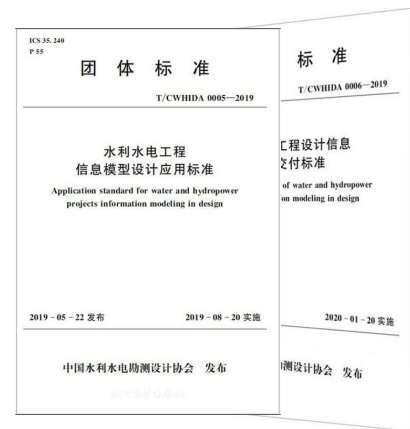 ICS 35.240
P 55
团 体 标 准
T/CWHIDA 0005—2019
水利水电工程
信息模型设计应用标准
Application standard for water and hydropower
projects information modeling in design
2019-05-22 发布
2019-08-20 实施
中国水利水电勘测设计协会 发布
标 准
T/CWHIDA 0006—2019
工程设计信息
交付标准
of water and hydropower
on modeling in design
2020-01-20 实施
测设计协会 发布